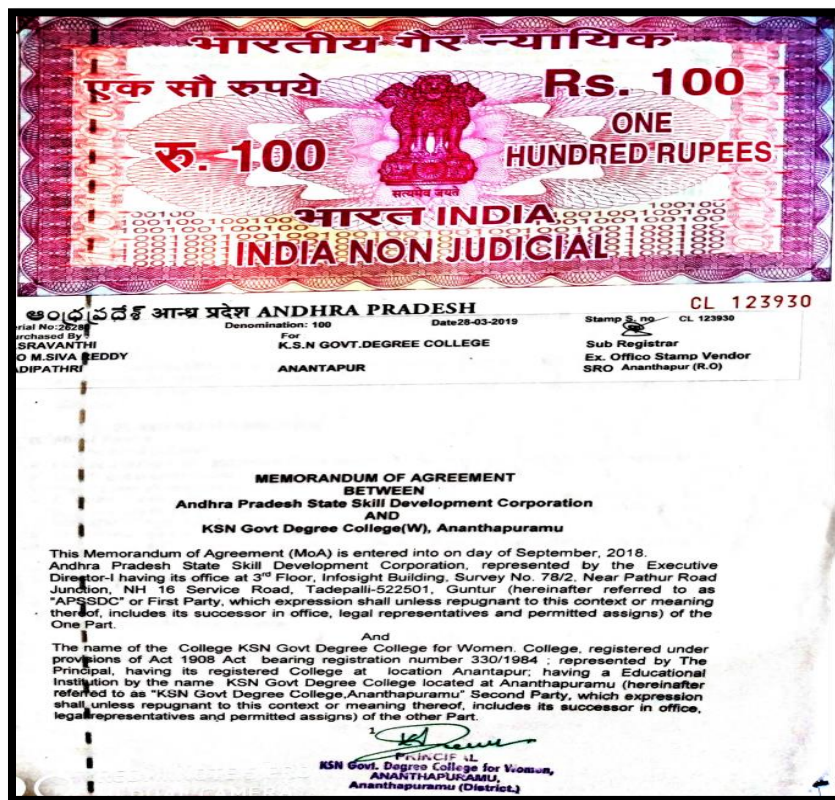 भारतीय गैर न्यायिक
एक सौ रुपये
Rs. 100
रु. 100
ONE
HUNDRED RUPEES
सत्यमेव जयते
भारत INDIA
INDIA NON JUDICIAL
ఆంధ్ర ప్రదేశ్ आन्ध्र प्रदेश ANDHRA PRADESH
CL 123930
erial No:2628
Denomination: 100
Date28-03-2019
Stamp S. no
CL 123930
urchased By
For
.SRAVANTHI
K.S.N GOVT.DEGREE COLLEGE
Sub Registrar
O M.SIVA REDDY
Ex. Offico Stamp Vendor
ADIPATHRI
ANANTAPUR
SRO Ananthapur (R.O)
MEMORANDUM OF AGREEMENT
BETWEEN
Andhra Pradesh State Skill Development Corporation
AND
KSN Govt Degree College(W), Ananthapuramu
This Memorandum of Agreement (MoA) is entered into on day of September, 2018.
Andhra Pradesh State Skill Development Corporation, represented by the Executive
Director-I having its office at 3rd Floor, Infosight Building, Survey No. 78/2, Near Pathur Road
Junction, NH 16 Service Road, Tadepalli-522501, Guntur (hereinafter referred to as
"APSSDC" or First Party, which expression shall unless repugnant to this context or meaning
thereof, includes its successor in office, legal representatives and permitted assigns) of the
One Part.
And
The name of the College KSN Govt Degree College for Women. College, registered under
provisions of Act 1908 Act bearing registration number 330/1984 ; represented by The
Principal, having its registered College at location Anantapur; having a Educational
Institution by the name KSN Govt Degree College located at Ananthapuramu (hereinafter
referred to as "KSN Govt Degree College,Ananthapuramu" Second Party, which expression
shall unless repugnant to this context or meaning thereof, includes its successor in office,
legal representatives and permitted assigns) of the other Part.
1
PRINCIPAL
KSN Govt. Degree College for Women,
ANANTHAPURAMU,
Ananthapuramu (District.)